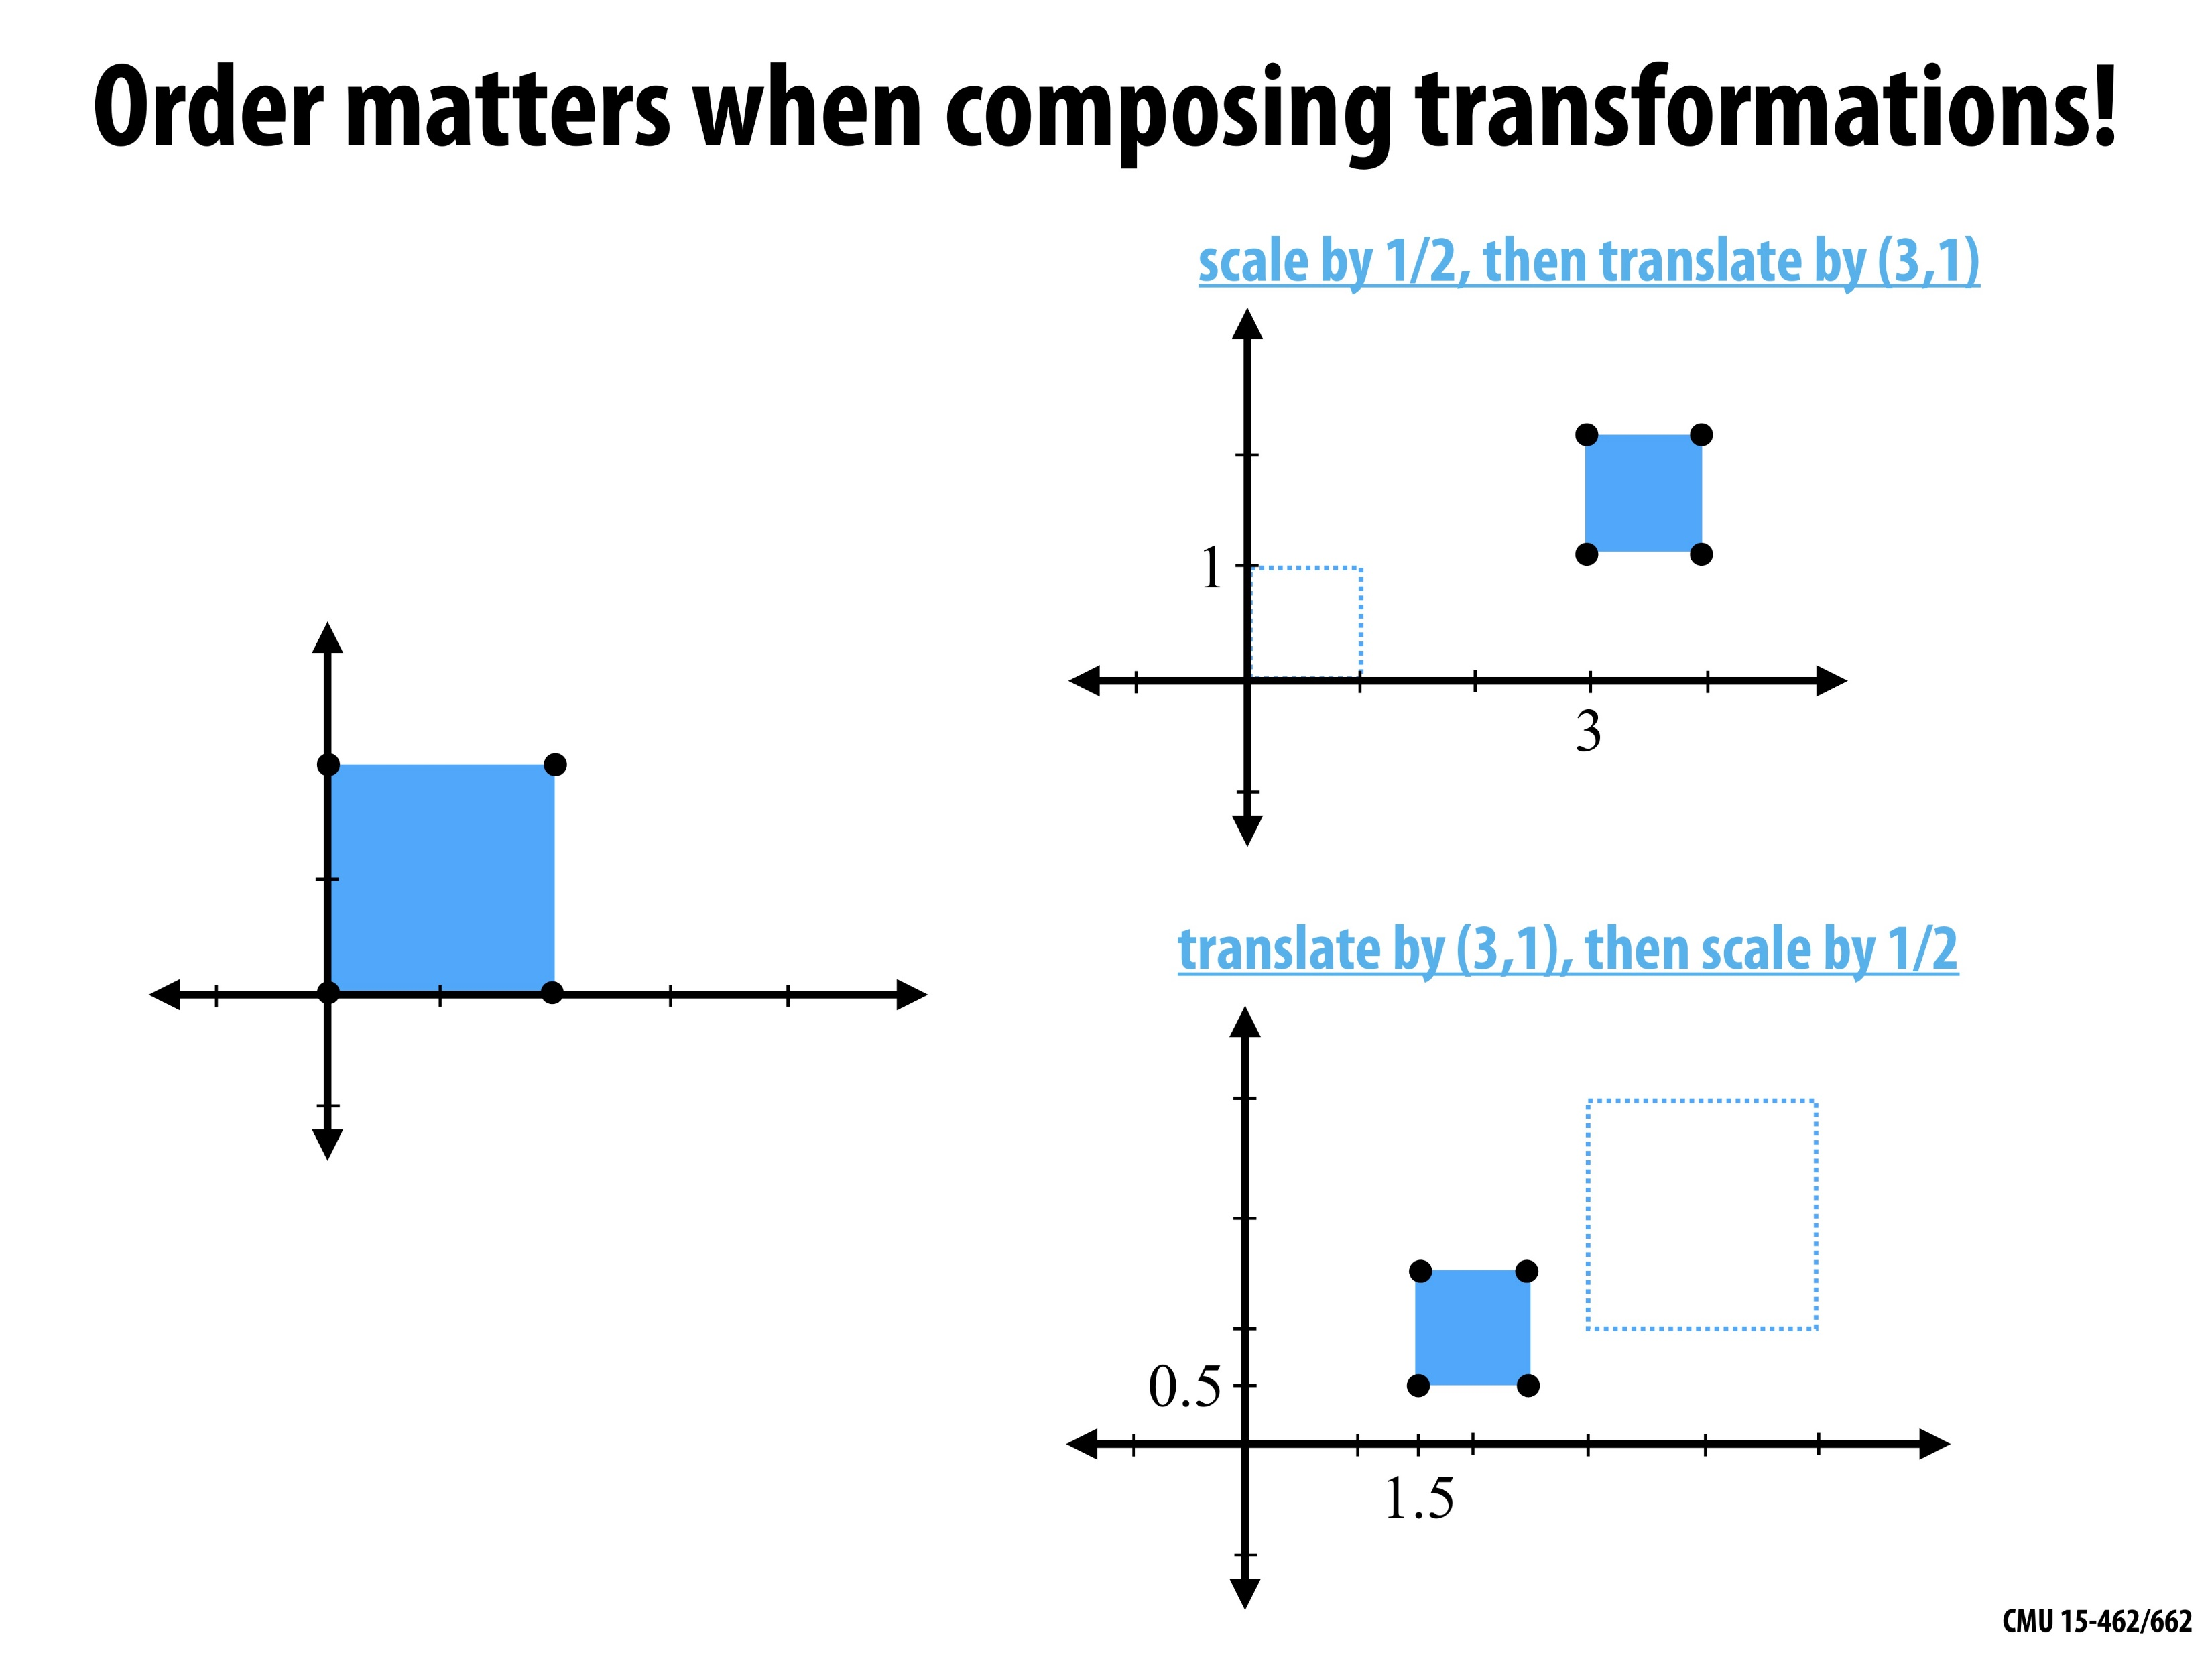 Order matters when composing transformations!
scale by 1/2, then translate by (3,1)
1
3
translate by (3,1), then scale by 1/2
0.5
1.5
CMU 15-462/662